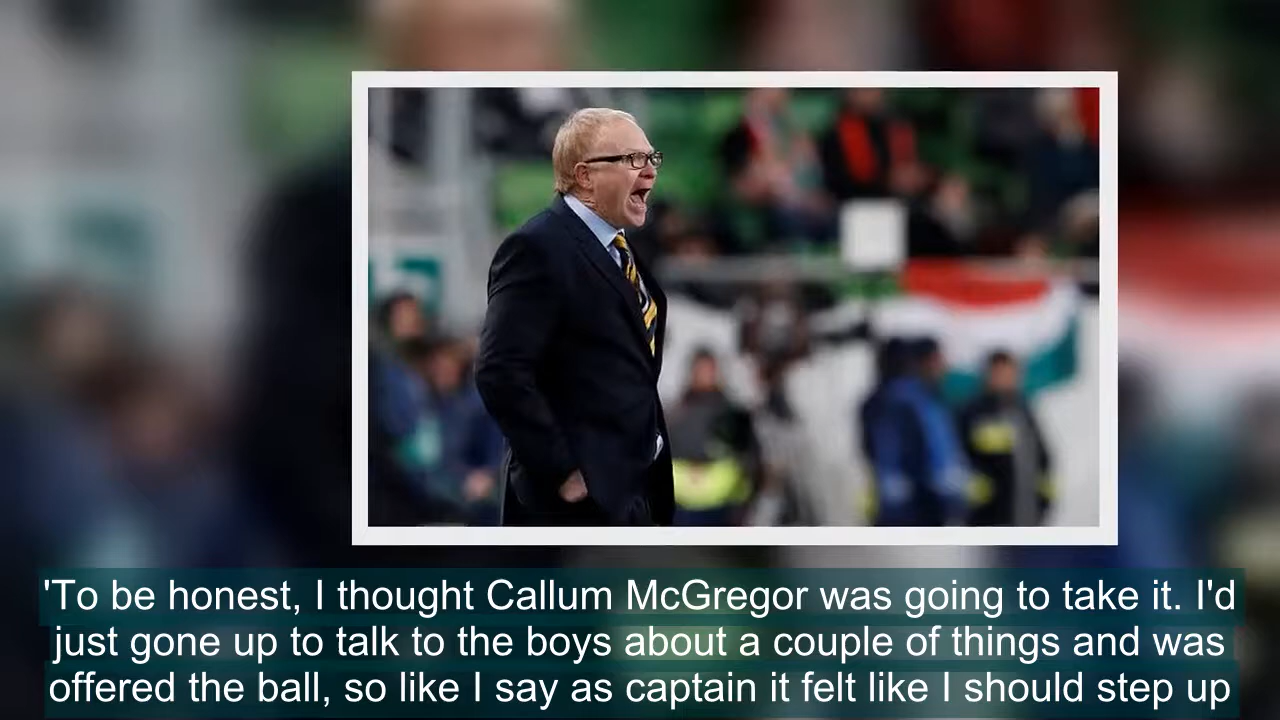 'To be honest, I thought Callum McGregor was going to take it. I'd
just gone up to talk to the boys about a couple of things and was
offered the ball, so like I say as captain it felt like I should step up